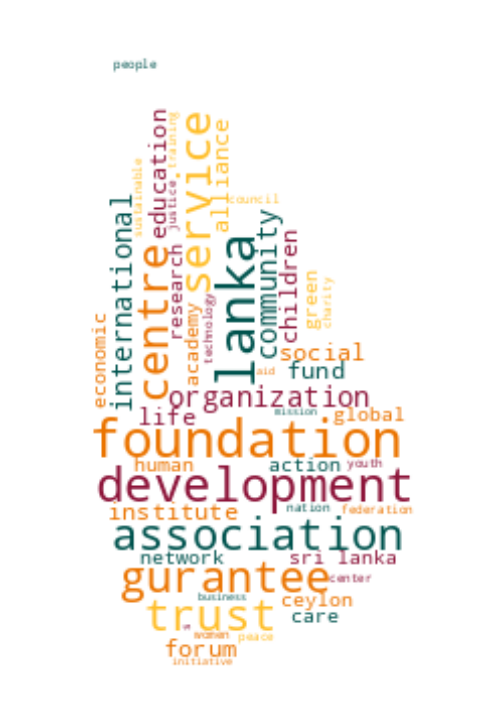 people
education
training
service
alliance
sustainable
justice
council
international
centre
research
lanka
community
children
green
charity
academy
technology
economic
social
aid
fund
organization
life
mission
global
foundation
human
action
youth
development
institute
nation
federation
association
network
sri lanka
gurantee
center
business
ceylon
trust
care
women
peace
forum
initiative